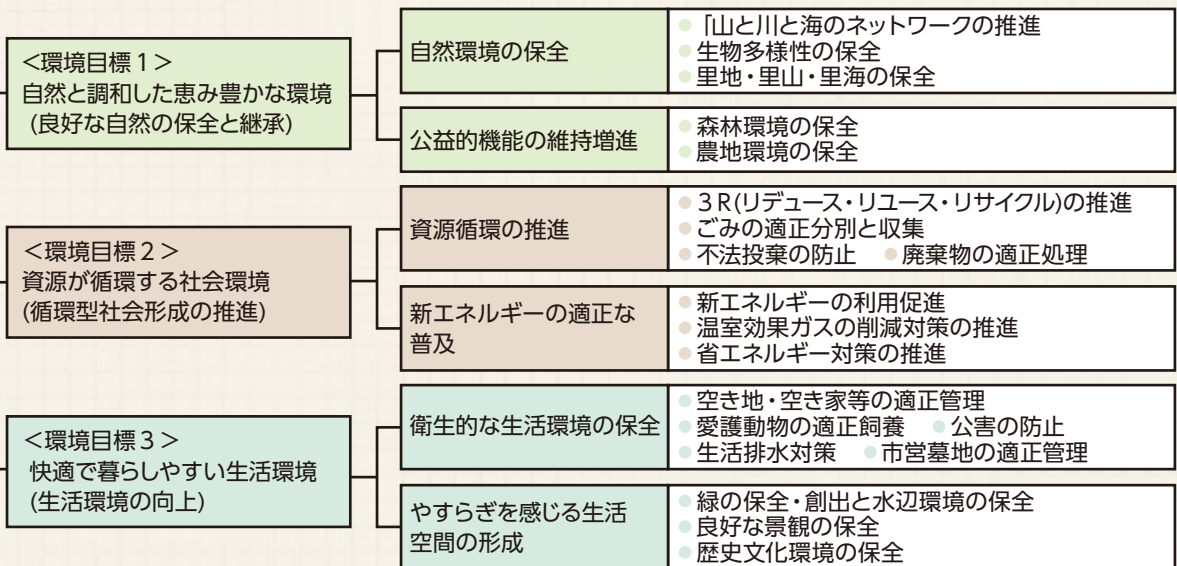 <環境目標1>
自然と調和した恵み豊かな環境
(良好な自然の保全と継承)
自然環境の保全
●「山と川と海のネットワークの推進
●生物多様性の保全
●里地・里山・里海の保全
公益的機能の維持増進
●森林環境の保全
●農地環境の保全
<環境目標2>
資源が循環する社会環境
(循環型社会形成の推進)
資源循環の推進
●3R(リデュース・リユース・リサイクル)の推進
●ごみの適正分別と収集
●不法投棄の防止 ●廃棄物の適正処理
新エネルギーの適正な
普及
●新エネルギーの利用促進
●温室効果ガスの削減対策の推進
●省エネルギー対策の推進
<環境目標3>
快適で暮らしやすい生活環境
(生活環境の向上)
衛生的な生活環境の保全
●空き地・空き家等の適正管理
●愛護動物の適正飼養 ●公害の防止
●生活排水対策 ●市営墓地の適正管理
やすらぎを感じる生活
空間の形成
●緑の保全・創出と水辺環境の保全
●良好な景観の保全
●歴史文化環境の保全